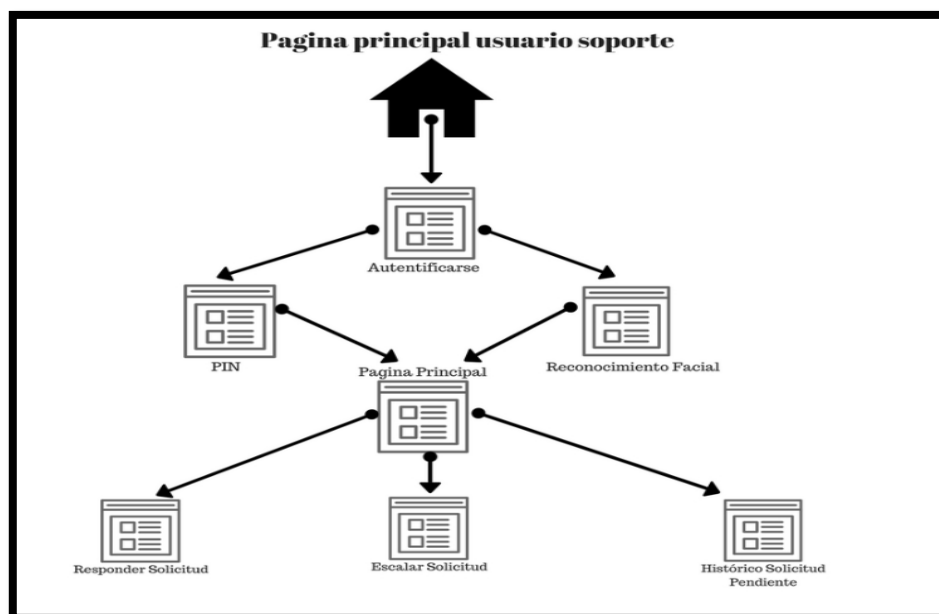 Pagina principal usuario soporte
Autentificarse
PIN
Reconocimiento Facial
Pagina Principal
Responder Solicitud
Escalar Solicitud
Histórico Solicitud
Pendiente